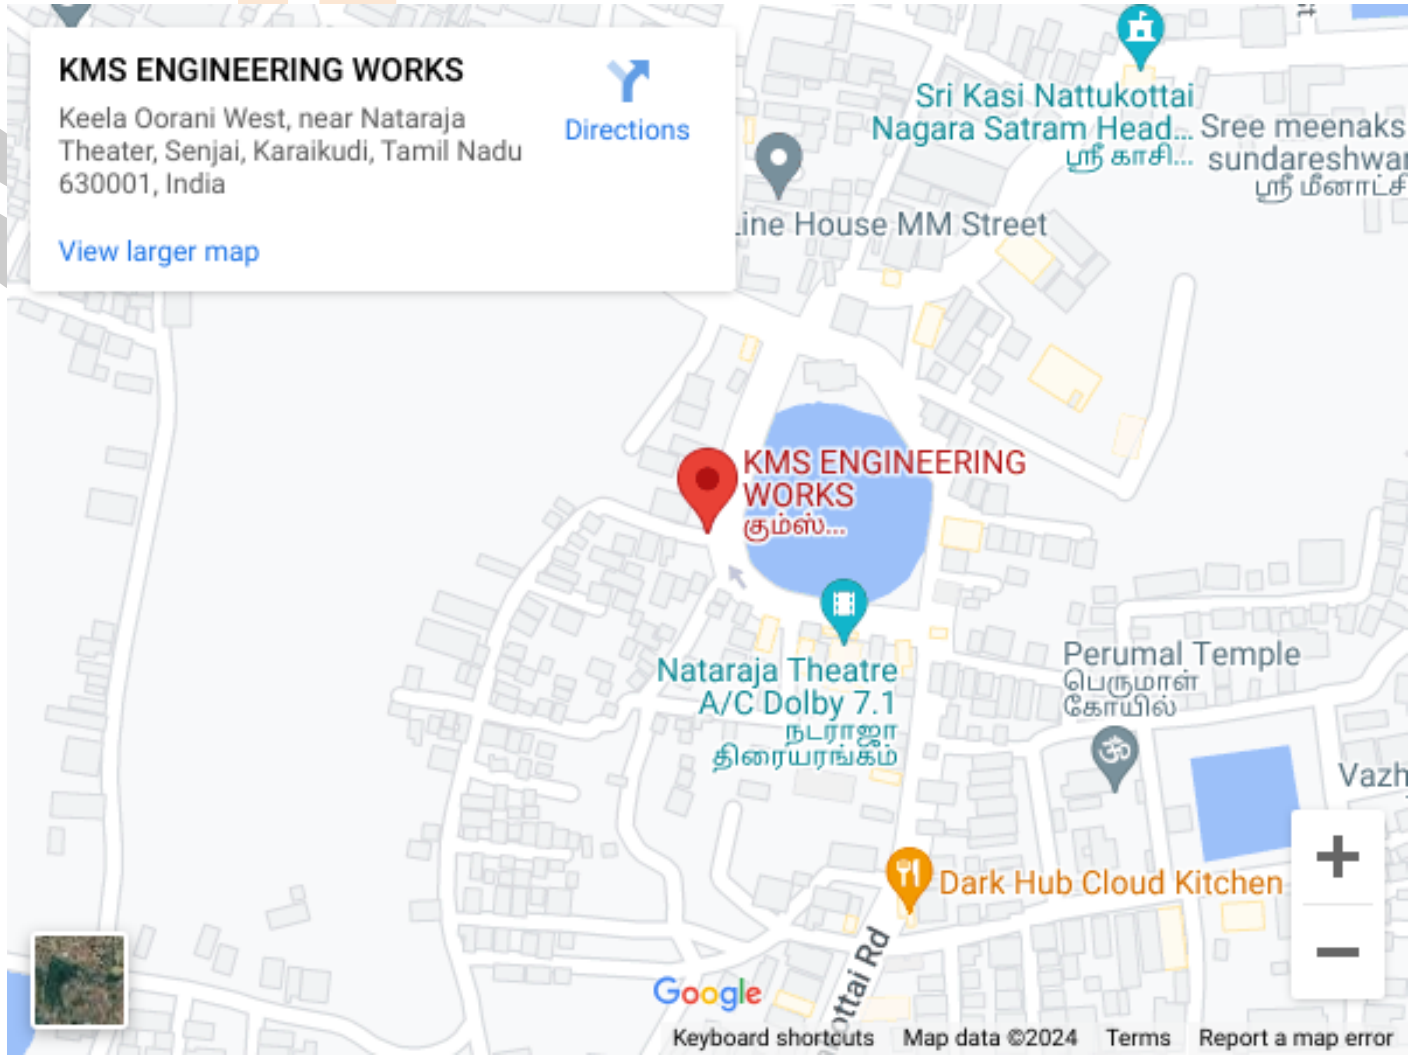 KMS ENGINEERING WORKS
Keela Oorani West, near Nataraja
Theater, Senjai, Karaikudi, Tamil Nadu
630001, India
Directions
View larger map
Sri Kasi Nattukottai
Nagara Satram Head...
ஸ்ரீ காசி...
Sree meenaks
sundareshwar
ஸ்ரீ மீனாட்சி
Line House MM Street
KMS ENGINEERING
WORKS
கும்ஸ்...
Nataraja Theatre
A/C Dolby 7.1
நடராஜா
திரையரங்கம்
Perumal Temple
பெருமாள்
கோயில்
Vazh
Dark Hub Cloud Kitchen
ottai Rd
Google
Keyboard shortcuts
Map data ©2024
Terms
Report a map error